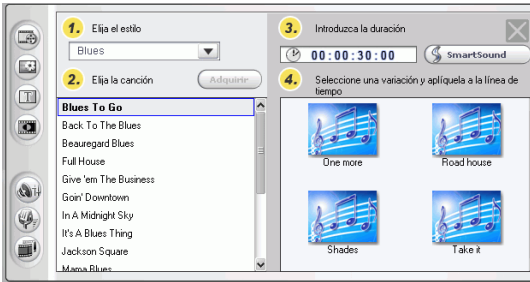 1. Elija el estilo
Blues
2. Elija la canción
Adquirir
Blues To Go
Back To The Blues
Beauregard Blues
Full House
Give 'em The Business
Goin' Downtown
In A Midnight Sky
It's A Blues Thing
Jackson Square
Mama Blues
3. Introduzca la duración
00:00:30:00
SmartSound
4. Seleccione una variación y aplíquela a la línea de
tiempo
One more
Road house
Shades
Take it